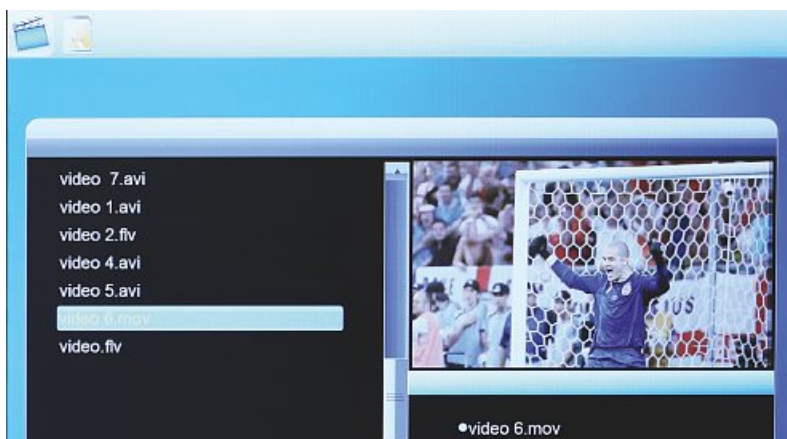 video  7.avi
video 1.avi
video 2.flv
video 4.avi
video 5.avi
video 6.mov
video.flv
●video 6.mov